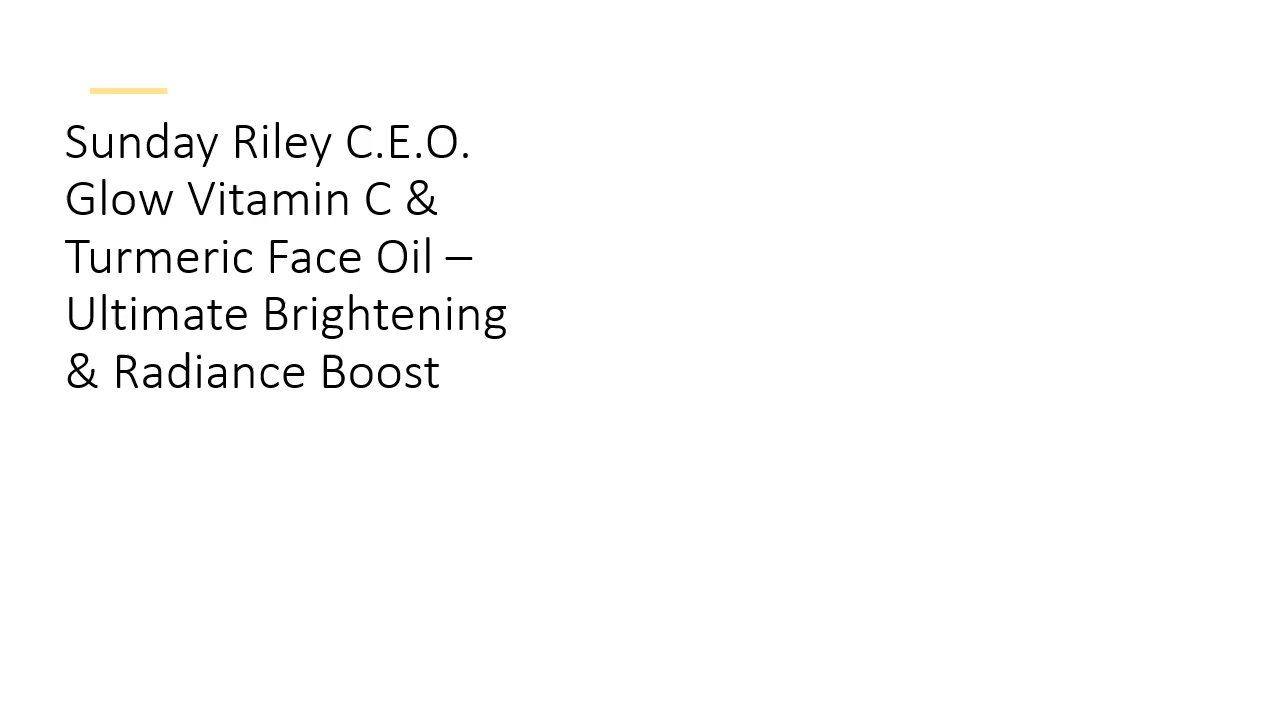 Sunday Riley C.E.O.
Glow Vitamin C &
Turmeric Face Oil –
Ultimate Brightening
& Radiance Boost